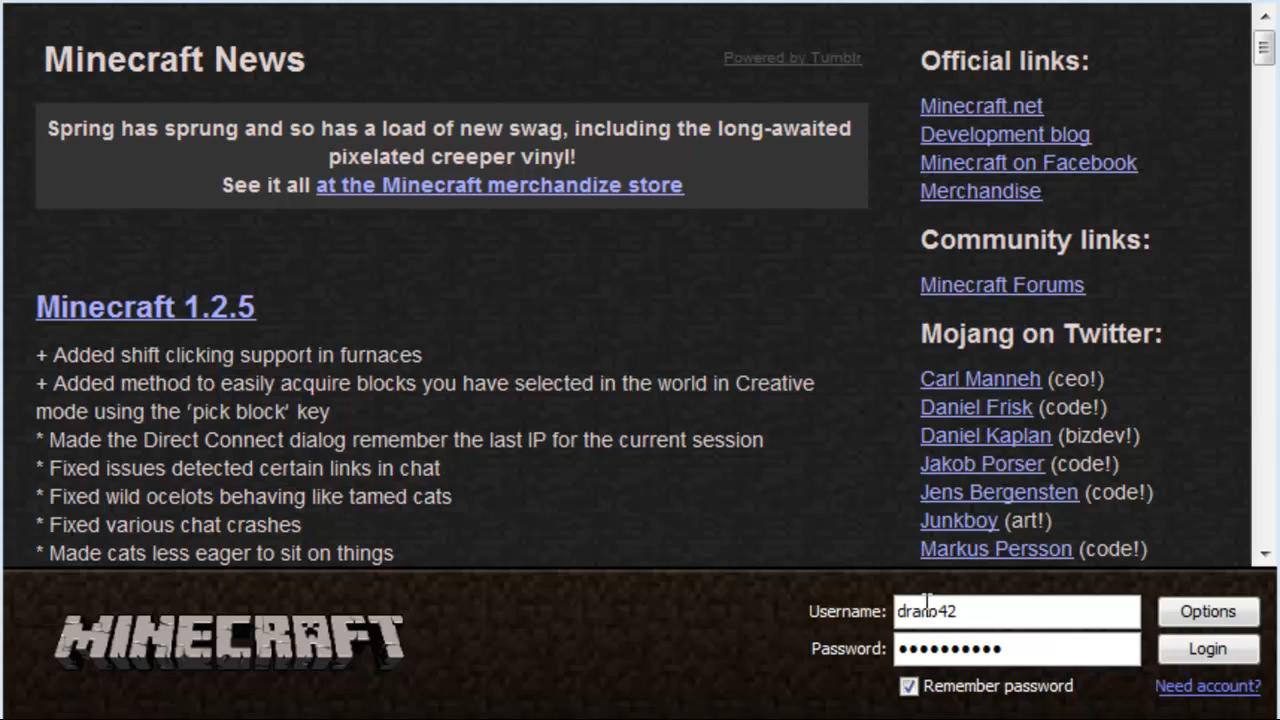 Minecraft News
Powered by Tumblr
Spring has sprung and so has a load of new swag, including the long-awaited
pixelated creeper vinyl!
See it all at the Minecraft merchandize store
Minecraft 1.2.5
+ Added shift clicking support in furnaces
+ Added method to easily acquire blocks you have selected in the world in Creative
mode using the 'pick block' key
* Made the Direct Connect dialog remember the last IP for the current session
* Fixed issues detected certain links in chat
* Fixed wild ocelots behaving like tamed cats
* Fixed various chat crashes
* Made cats less eager to sit on things
Official links:
Minecraft.net
Development blog
Minecraft on Facebook
Merchandise
Community links:
Minecraft Forums
Mojang on Twitter:
Carl Manneh (ceo!)
Daniel Frisk (code!)
Daniel Kaplan (bizdev!)
Jakob Porser (code!)
Jens Bergensten (code!)
Junkboy (art!)
Markus Persson (code!)
MINECRAFT
Username:
Options
Password: ●●●●●●●●●●
Login
Remember password
Need account?